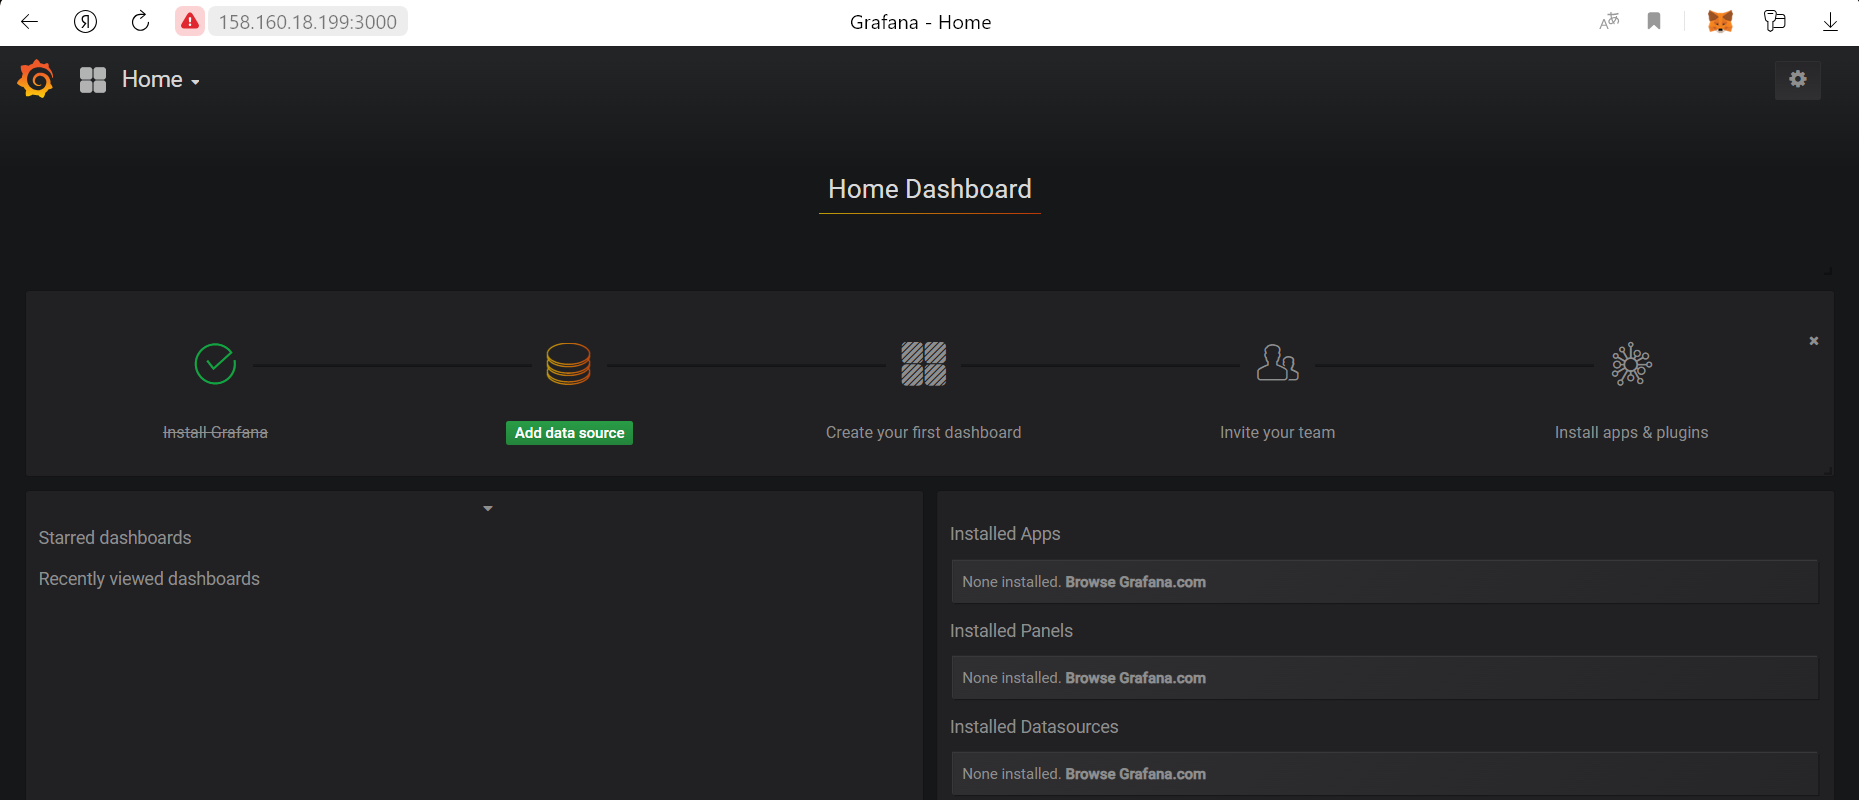 158.160.18.199:3000
Grafana - Home
Home
Home Dashboard
Install Grafana
Add data source
Create your first dashboard
Invite your team
Install apps & plugins
Starred dashboards
Recently viewed dashboards
Installed Apps
None installed. Browse Grafana.com
Installed Panels
None installed. Browse Grafana.com
Installed Datasources
None installed. Browse Grafana.com